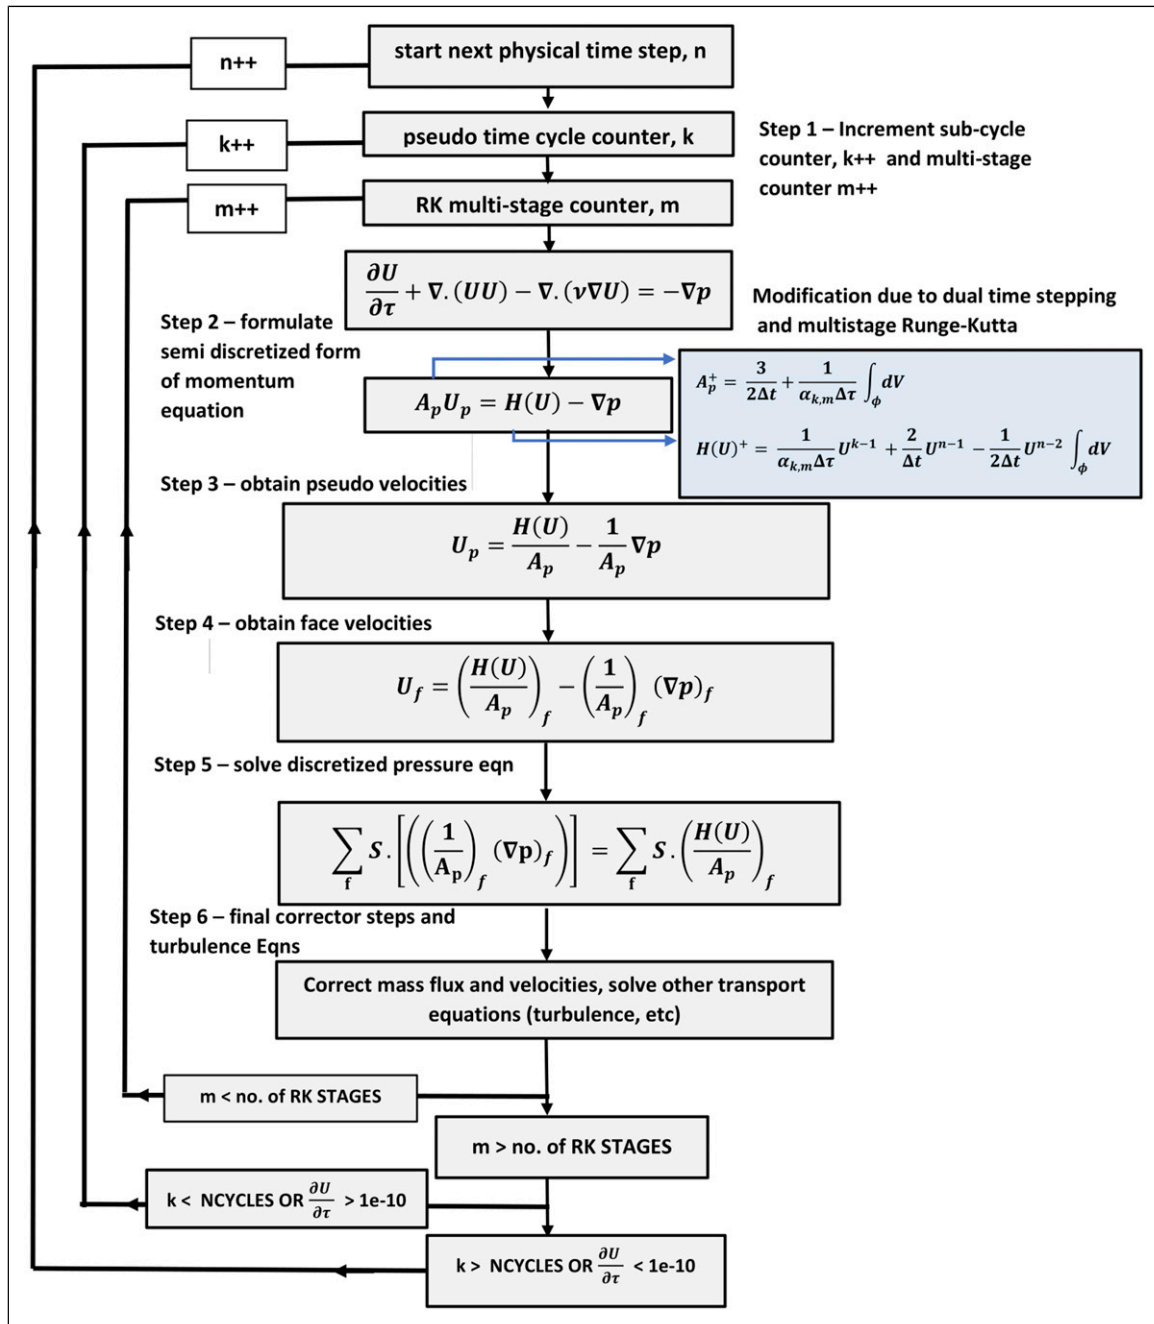 start next physical time step, n
n++
pseudo time cycle counter, k
k++
Step 1 – Increment sub-cycle
counter, k++ and multi-stage
counter m++
RK multi-stage counter, m
m++
∂U/∂τ + ∇.(UU) − ∇.(ν∇U) = −∇p
Modification due to dual time stepping
and multistage Runge-Kutta
Step 2 – formulate
semi discretized form
of momentum
equation
A_p U_p = H(U) − ∇p
A_p^+ = 3/(2Δt) + 1/(α_{k,m}Δτ) ∫_ϕ dV
H(U)^+ = 1/(α_{k,m}Δτ) U^{k−1} + 2/Δt U^{n−1} − 1/(2Δt) U^{n−2} ∫_ϕ dV
Step 3 – obtain pseudo velocities
U_p = H(U)/A_p − 1/A_p ∇p
Step 4 – obtain face velocities
U_f = (H(U)/A_p)_f − (1/A_p)_f (∇p)_f
Step 5 – solve discretized pressure eqn
∑_f S.[((1/A_p)_f (∇p)_f)] = ∑_f S.(H(U)/A_p)_f
Step 6 – final corrector steps and
turbulence Eqns
Correct mass flux and velocities, solve other transport
equations (turbulence, etc)
m < no. of RK STAGES
m > no. of RK STAGES
k < NCYCLES OR ∂U/∂τ > 1e-10
k > NCYCLES OR ∂U/∂τ < 1e-10